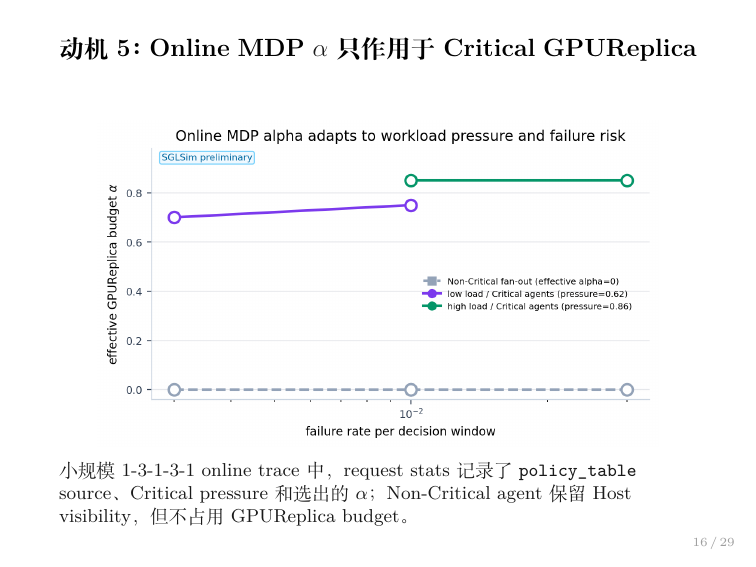 动机 5: Online MDP α 只作用于 Critical GPUReplica
Online MDP alpha adapts to workload pressure and failure risk
SGLSim preliminary
effective GPUReplica budget α
0.8
0.6
0.4
0.2
0.0
Non-Critical fan-out (effective alpha=0)
low load / Critical agents (pressure=0.62)
high load / Critical agents (pressure=0.86)
10⁻²
failure rate per decision window
小规模 1-3-1-3-1 online trace 中，request stats 记录了 policy_table
source、Critical pressure 和选出的 α；Non-Critical agent 保留 Host
visibility，但不占用 GPUReplica budget。
16 / 29